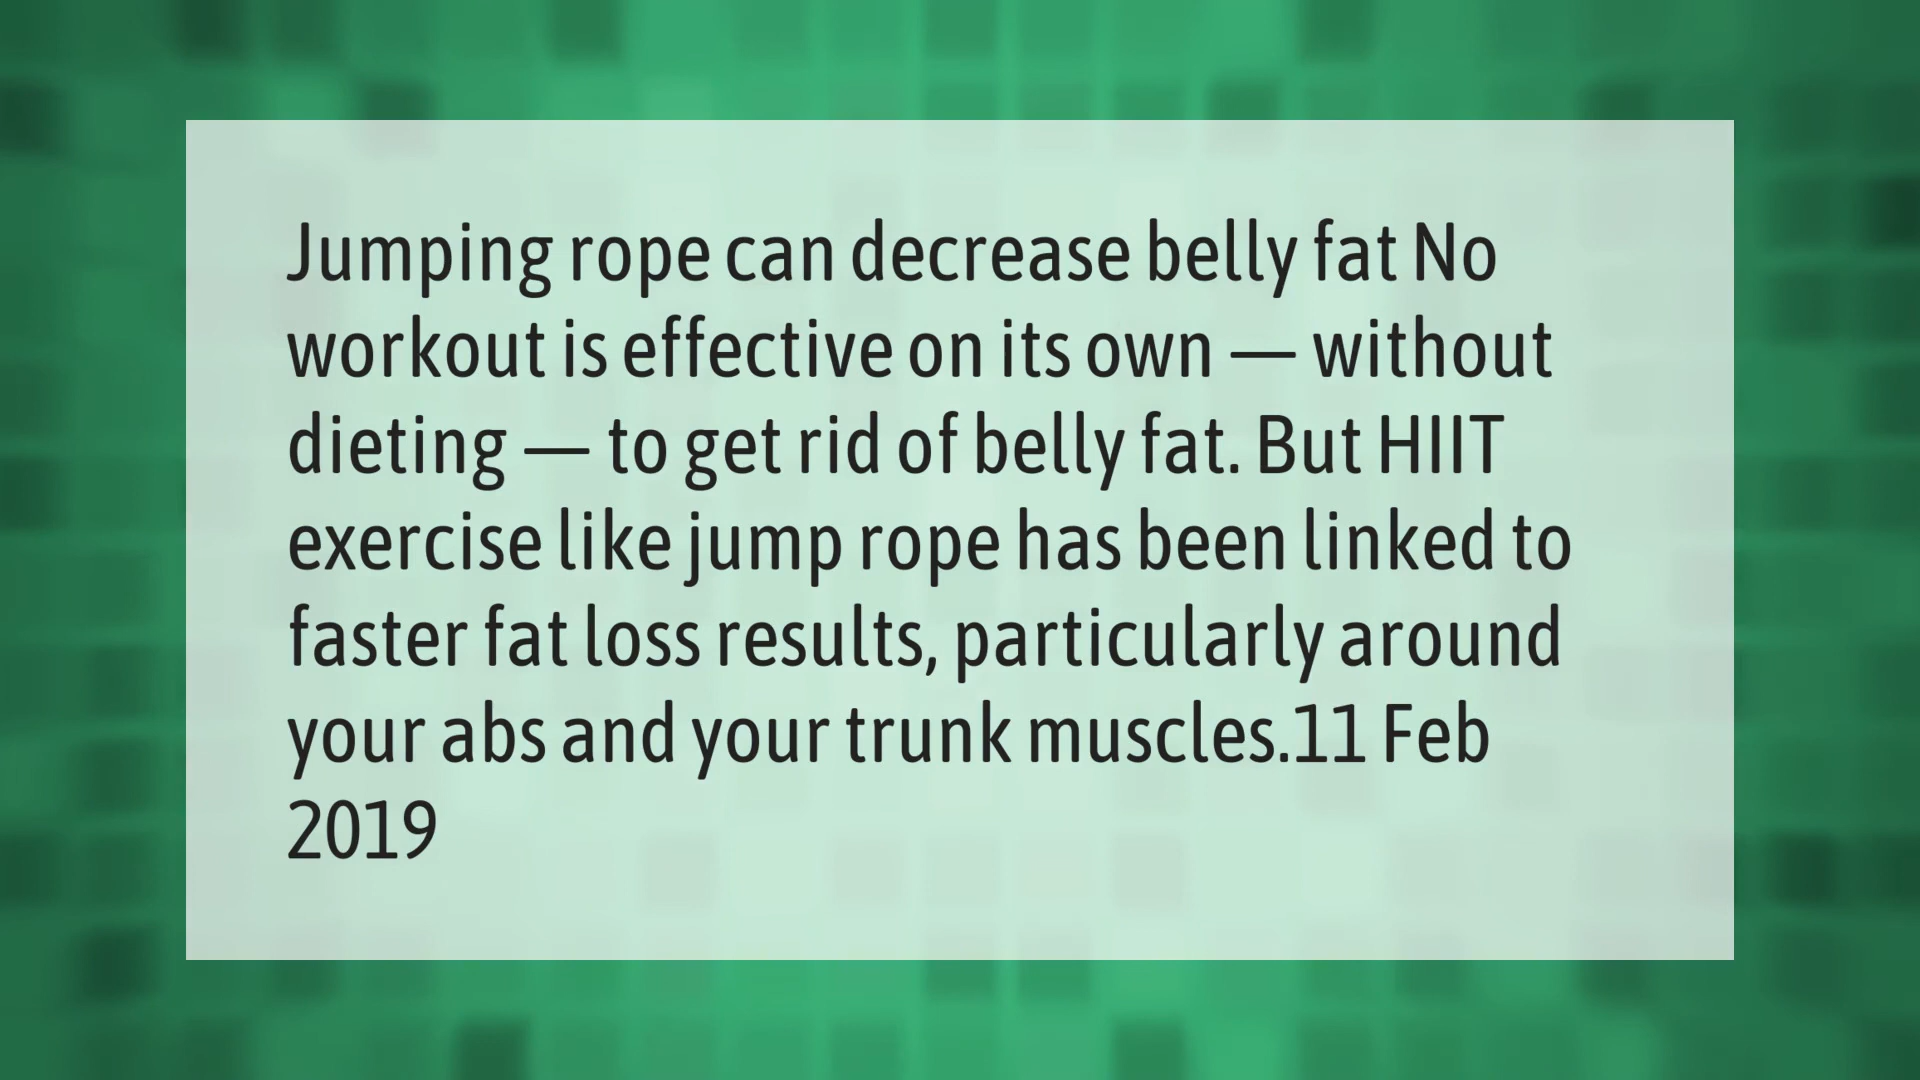 Jumping rope can decrease belly fat No
workout is effective on its own — without
dieting — to get rid of belly fat. But HIIT
exercise like jump rope has been linked to
faster fat loss results, particularly around
your abs and your trunk muscles.11 Feb
2019